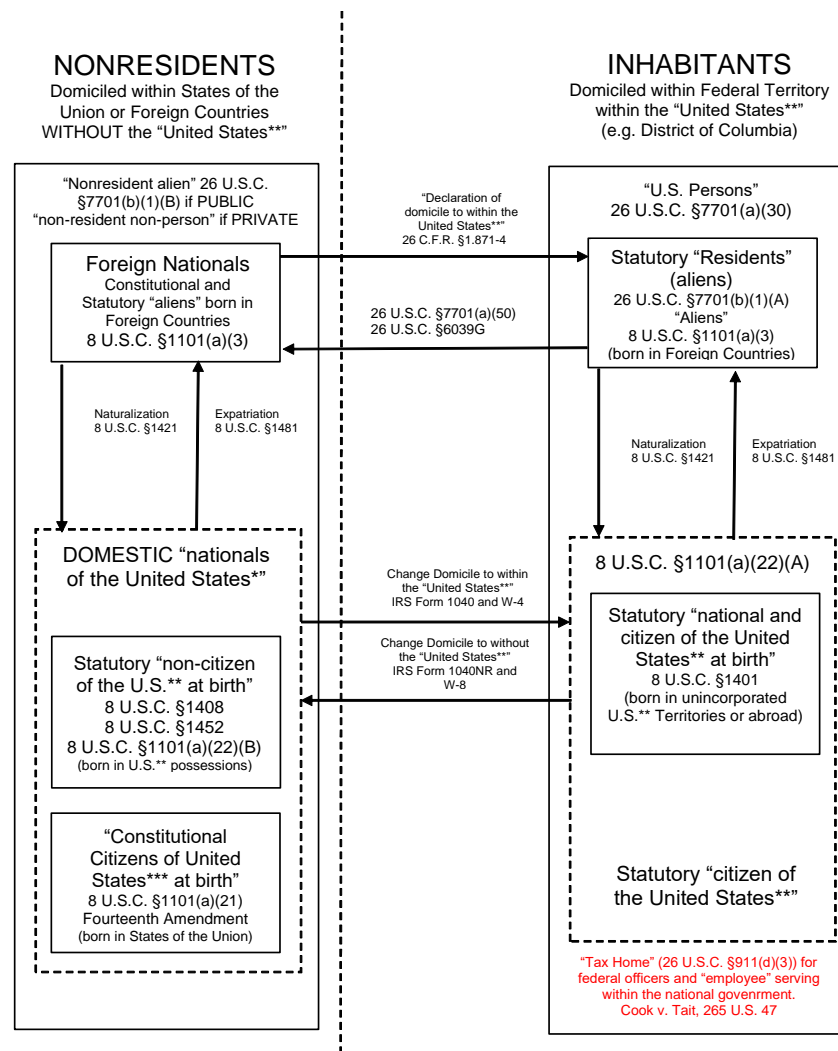 NONRESIDENTS
Domiciled within States of the
Union or Foreign Countries
WITHOUT the “United States**”
“Nonresident alien” 26 U.S.C.
§7701(b)(1)(B) if PUBLIC
“non-resident non-person” if PRIVATE
Foreign Nationals
Constitutional and
Statutory “aliens” born in
Foreign Countries
8 U.S.C. §1101(a)(3)
Naturalization
8 U.S.C. §1421
Expatriation
8 U.S.C. §1481
DOMESTIC “nationals
of the United States*”
Statutory “non-citizen
of the U.S.** at birth”
8 U.S.C. §1408
8 U.S.C. §1452
8 U.S.C. §1101(a)(22)(B)
(born in U.S.** possessions)
“Constitutional
Citizens of United
States*** at birth”
8 U.S.C. §1101(a)(21)
Fourteenth Amendment
(born in States of the Union)
“Declaration of
domicile to within the
United States**”
26 C.F.R. §1.871-4
26 U.S.C. §7701(a)(50)
26 U.S.C. §6039G
Change Domicile to within
the “United States**”
IRS Form 1040 and W-4
Change Domicile to without
the “United States**”
IRS Form 1040NR and
W-8
INHABITANTS
Domiciled within Federal Territory
within the “United States**”
(e.g. District of Columbia)
“U.S. Persons”
26 U.S.C. §7701(a)(30)
Statutory “Residents”
(aliens)
26 U.S.C. §7701(b)(1)(A)
“Aliens”
8 U.S.C. §1101(a)(3)
(born in Foreign Countries)
Naturalization
8 U.S.C. §1421
Expatriation
8 U.S.C. §1481
8 U.S.C. §1101(a)(22)(A)
Statutory “national and
citizen of the United
States** at birth”
8 U.S.C. §1401
(born in unincorporated
U.S.** Territories or abroad)
Statutory “citizen of
the United States**”
“Tax Home” (26 U.S.C. §911(d)(3)) for
federal officers and “employee” serving
within the national govenrment.
Cook v. Tait, 265 U.S. 47